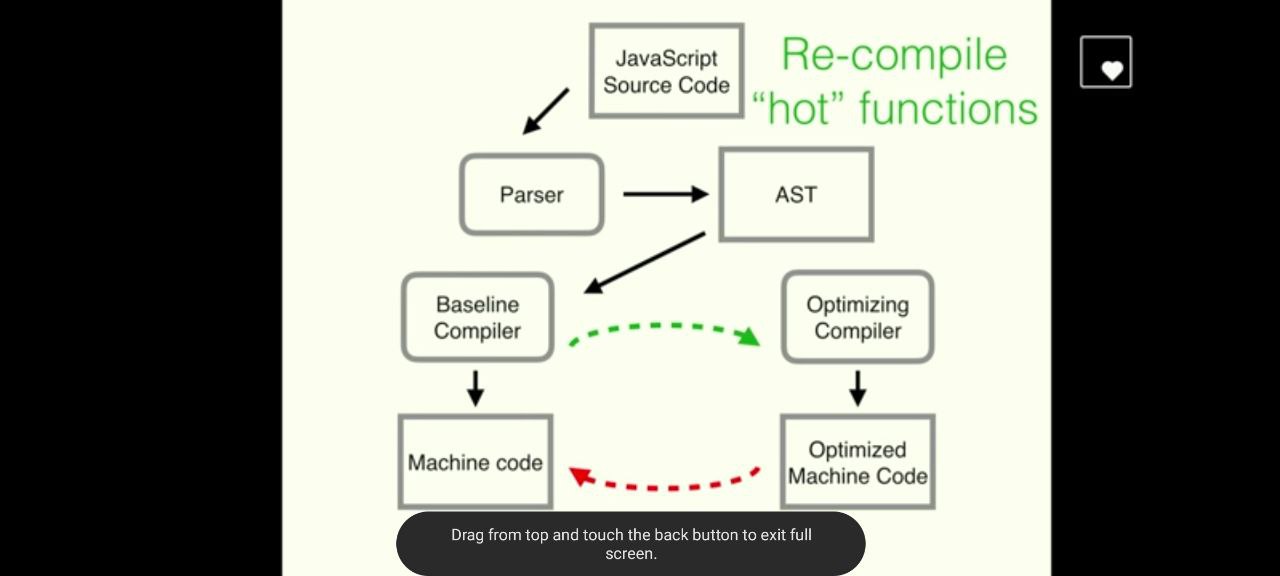 JavaScript
Source Code
Re-compile
“hot” functions
Parser
AST
Baseline
Compiler
Optimizing
Compiler
Machine code
Optimized
Machine Code
Drag from top and touch the back button to exit full
screen.